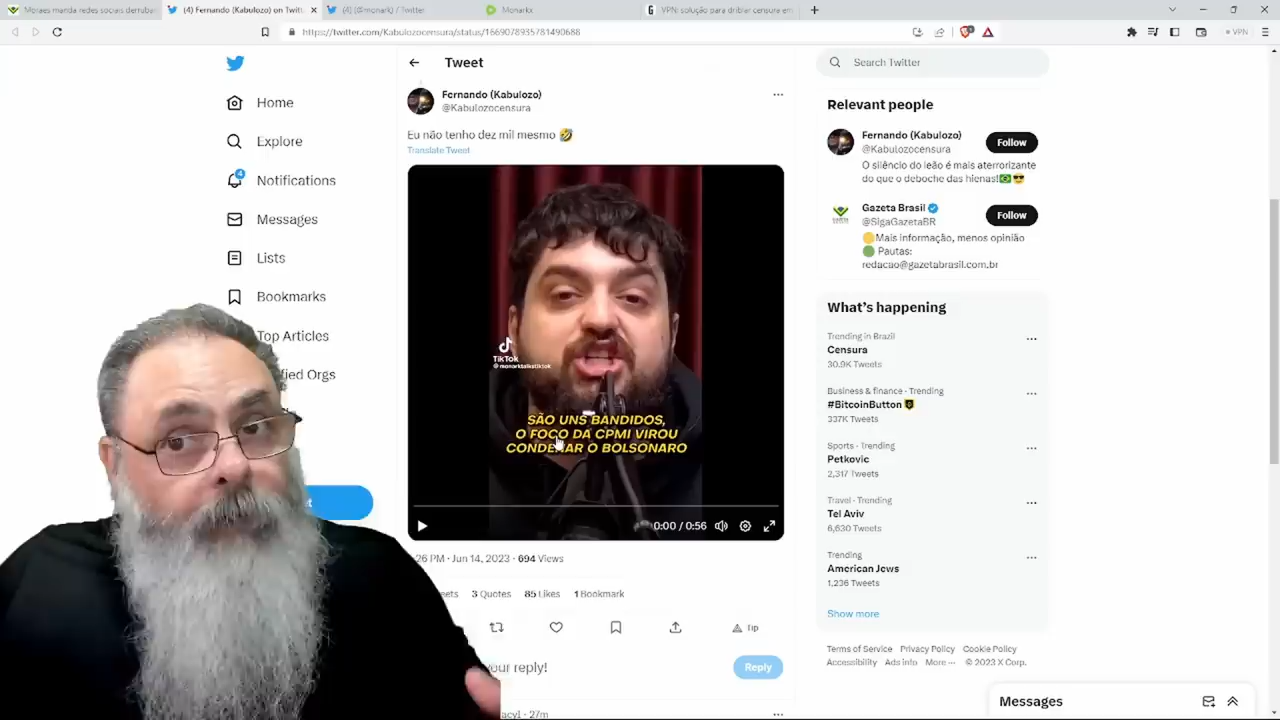 Moraes manda redes sociais derrubar
(4) Fernando (Kabulozo) on Twitt
(4) (@monark) / Twitter
Monarkx
VPN: solução para driblar censura em
https://twitter.com/Kabulozocensura/status/1669078935781490688
VPN
Home
Explore
4
Notifications
Messages
Lists
Bookmarks
Top Articles
fied Orgs
Tweet
Fernando (Kabulozo)
@Kabulozocensura
Eu não tenho dez mil mesmo 🤣
Translate Tweet
TikTok
@monarktalkstiktok
SÃO UNS BANDIDOS,
O FOCO DA CPMI VIROU
CONDENAR O BOLSONARO
0:00 / 0:56
26 PM · Jun 14, 2023 · 694 Views
eets 3 Quotes 85 Likes 1 Bookmark
Tip
our reply!
Reply
acyl · 27m
Search Twitter
Relevant people
Fernando (Kabulozo)
@Kabulozocensura
Follow
O silêncio do leão é mais aterrorizante
do que o deboche das hienas!🇧🇷😎
Gazeta Brasil
@SigaGazetaBR
Follow
🟡Mais informação, menos opinião
🟢 Pautas:
redacao@gazetabrasil.com.br
What's happening
Trending in Brazil
Censura
30.9K Tweets
Business & finance · Trending
#BitcoinButton
337K Tweets
Sports · Trending
Petkovic
2,317 Tweets
Travel · Trending
Tel Aviv
6,630 Tweets
Trending
American Jews
1,236 Tweets
Show more
Terms of Service Privacy Policy Cookie Policy
Accessibility Ads info More ··· © 2023 X Corp.
Messages